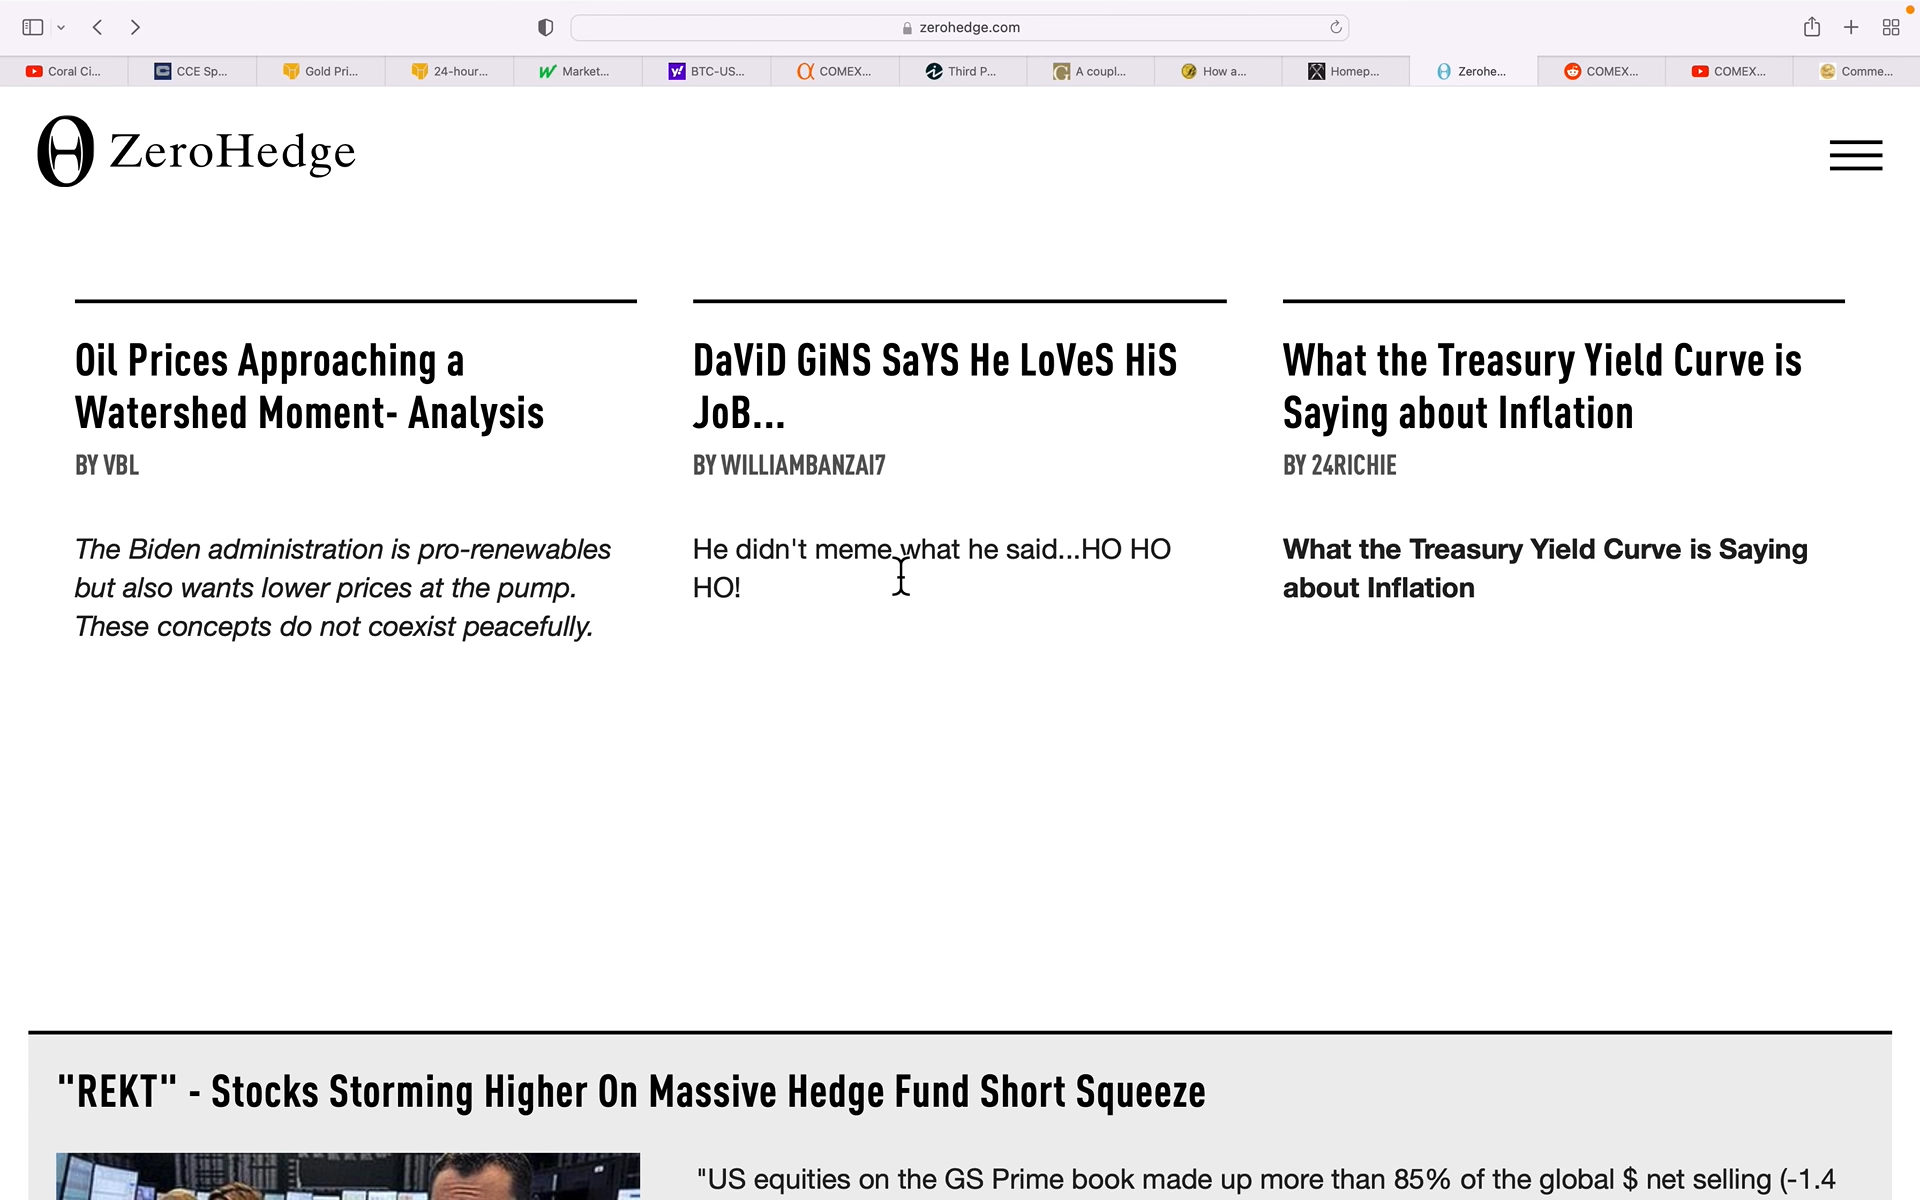 zerohedge.com
Coral Ci...
CCE Sp...
Gold Pri...
24-hour...
Market...
BTC-US...
COMEX...
Third P...
A coupl...
How a...
Homep...
Zerohe...
COMEX...
COMEX...
Comme...
ZeroHedge
Oil Prices Approaching a
Watershed Moment- Analysis
BY VBL
The Biden administration is pro-renewables
but also wants lower prices at the pump.
These concepts do not coexist peacefully.
DaViD GiNS SaYS He LoVeS HiS
JoB...
BY WILLIAMBANZAI7
He didn't meme what he said...HO HO
HO!
What the Treasury Yield Curve is
Saying about Inflation
BY 24RICHIE
What the Treasury Yield Curve is Saying
about Inflation
"REKT" - Stocks Storming Higher On Massive Hedge Fund Short Squeeze
"US equities on the GS Prime book made up more than 85% of the global $ net selling (-1.4